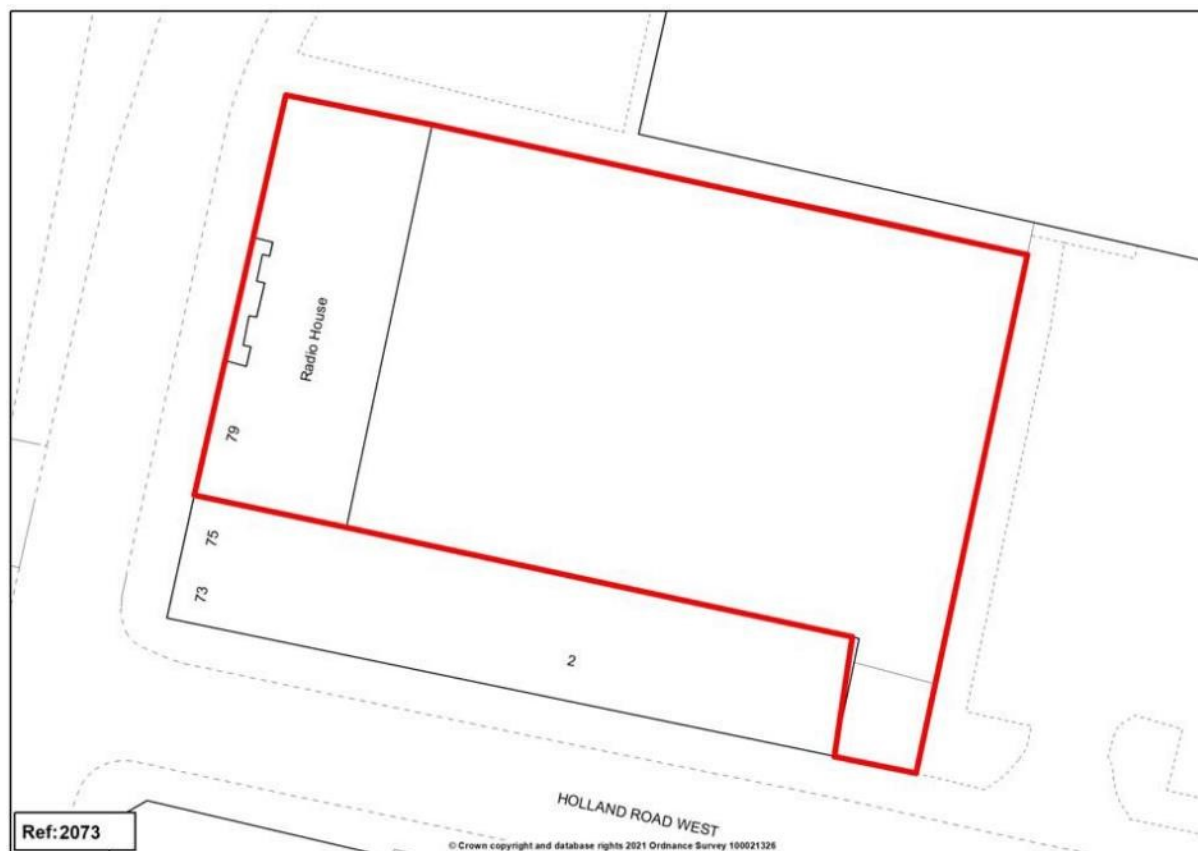 Radio House
79
75
73
2
HOLLAND ROAD WEST
Ref:2073
© Crown copyright and database rights 2021 Ordnance Survey 100021326